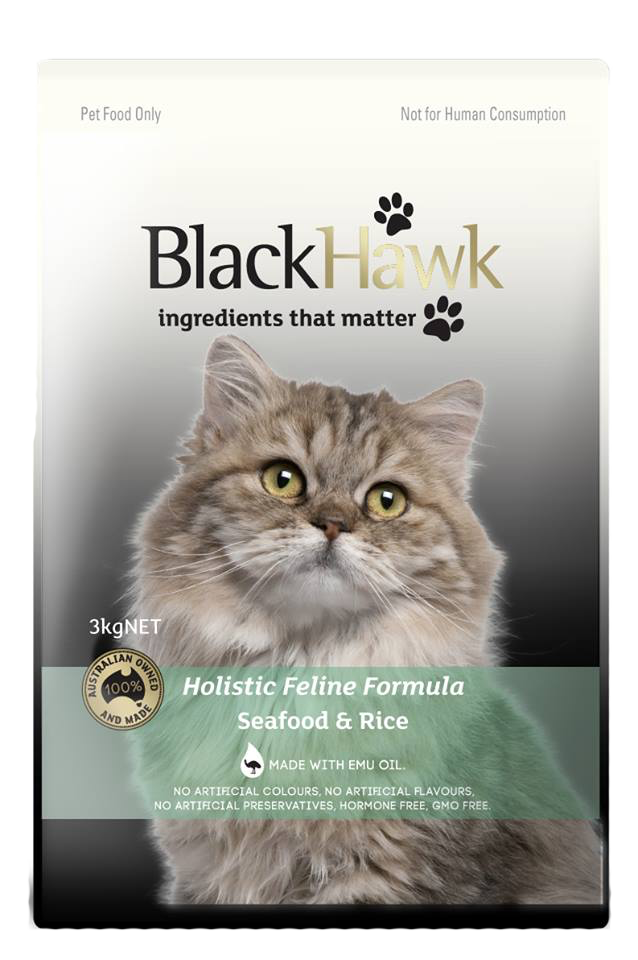 Pet Food Only
Not for Human Consumption
BlackHawk
ingredients that matter
3kgNET
AUSTRALIAN OWNED
100%
AND MADE
Holistic Feline Formula
Seafood & Rice
MADE WITH EMU OIL.
NO ARTIFICIAL COLOURS, NO ARTIFICIAL FLAVOURS,
NO ARTIFICIAL PRESERVATIVES, HORMONE FREE, GMO FREE.